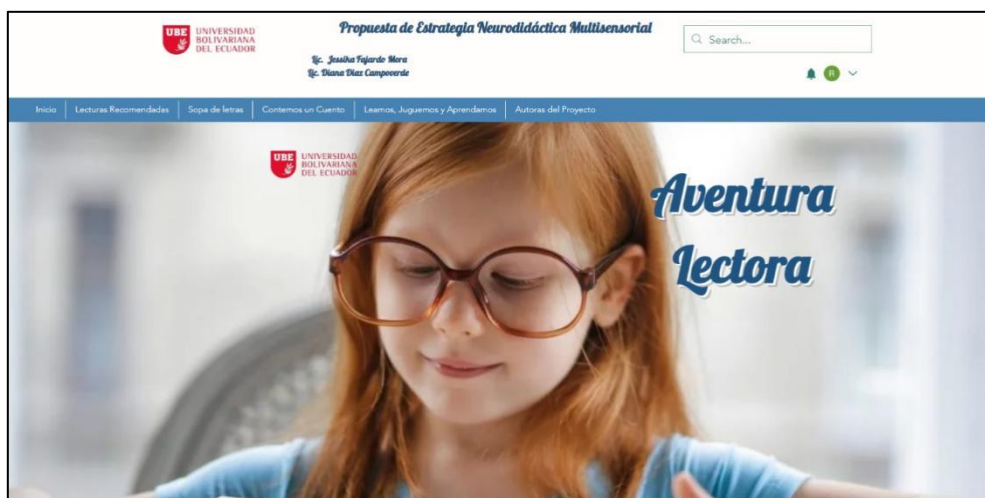 UBE UNIVERSIDAD
BOLIVARIANA
DEL ECUADOR
Propuesta de Estrategia Neurodidáctica Multisensorial
Lic. Jessika Fajardo Mora
Lic. Diana Diaz Campoverde
Search...
R
Inicio
Lecturas Recomendadas
Sopa de letras
Contemos un Cuento
Leamos, Juguemos y Aprendamos
Autoras del Proyecto
UBE UNIVERSIDAD
BOLIVARIANA
DEL ECUADOR
Aventura
Lectora